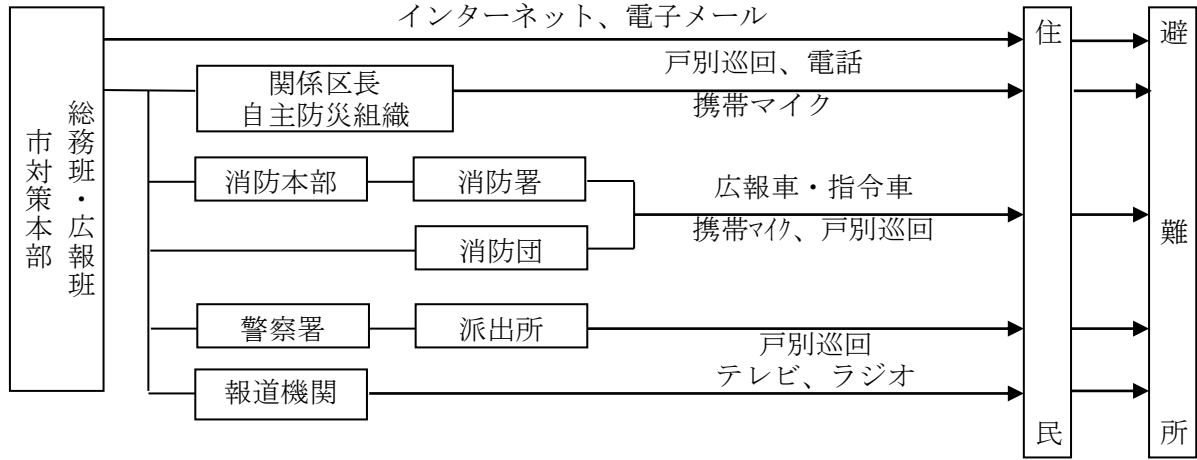 市対策本部
総務班・広報班
インターネット、電子メール
関係区長
自主防災組織
戸別巡回、電話
携帯マイク
消防本部
消防署
消防団
広報車・指令車
携帯ﾏｲｸ、戸別巡回
警察署
派出所
戸別巡回
報道機関
テレビ、ラジオ
住民
避難所